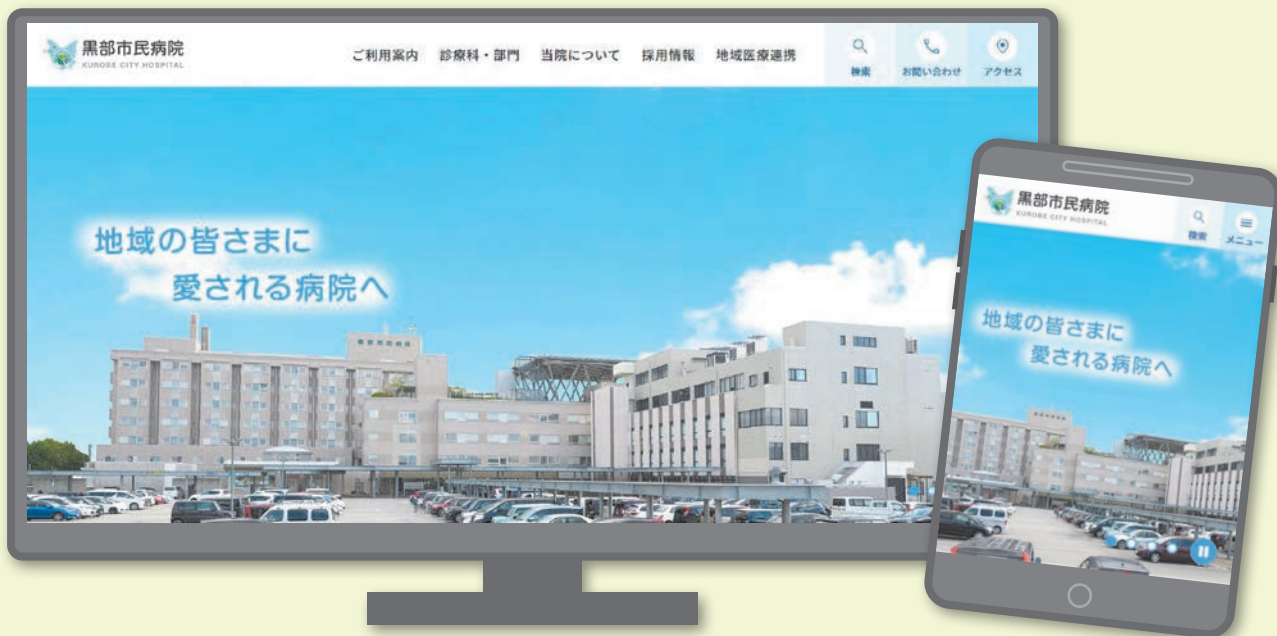 黒部市民病院
KUROBE CITY HOSPITAL
ご利用案内 診療科・部門 当院について 採用情報 地域医療連携
検索 お問い合わせ アクセス
地域の皆さまに
愛される病院へ
黒部市民病院
KUROBE CITY HOSPITAL
検索 メニュー
地域の皆さまに
愛される病院へ